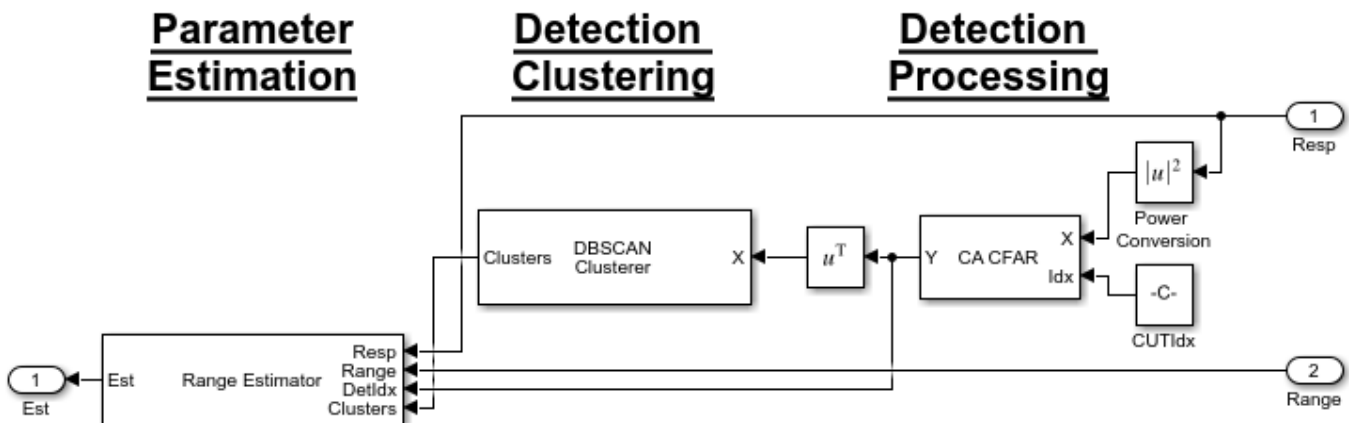 Parameter
Estimation
Detection
Clustering
Detection
Processing
1
Resp
|u|²
Power
Conversion
X
Idx
CA CFAR
Y
-C-
CUTIdx
uᵀ
X
DBSCAN
Clusterer
Clusters
Resp
Range
DetIdx
Clusters
Range Estimator
Est
1
Est
2
Range